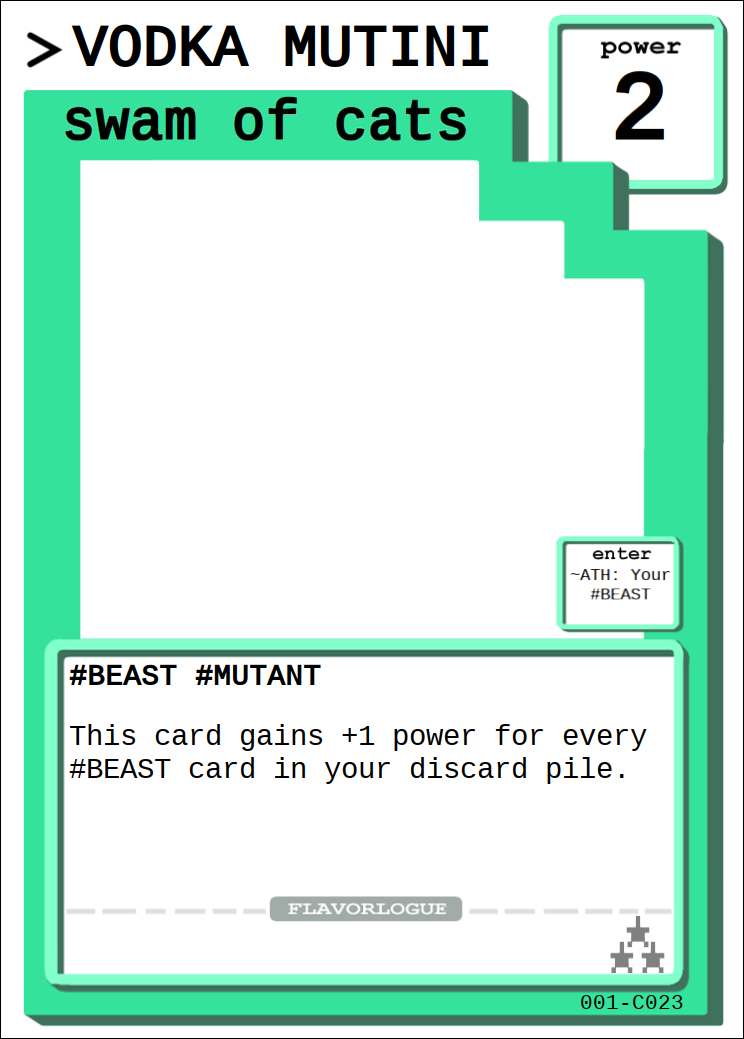 >VODKA MUTINI
power
2
swam of cats
enter
~ATH: Your
#BEAST
#BEAST #MUTANT
This card gains +1 power for every
#BEAST card in your discard pile.
FLAVORLOGUE
001-C023